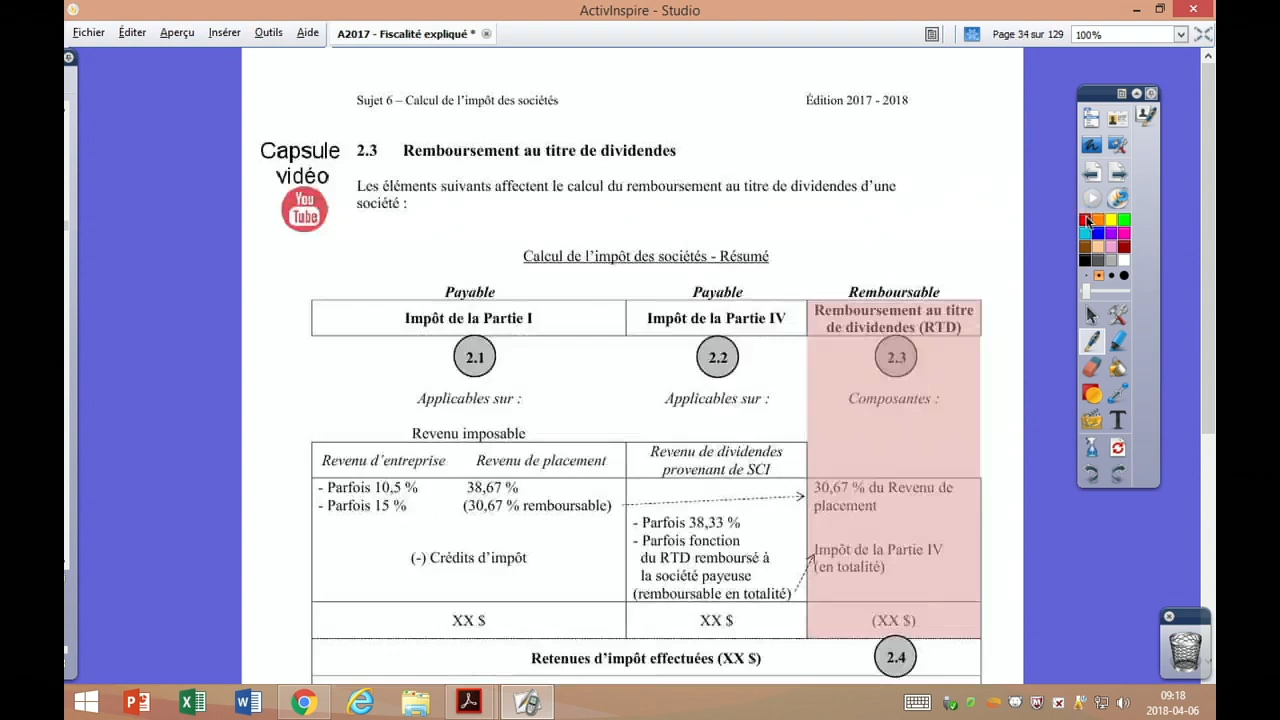 ActivInspire - Studio
Fichier Éditer Aperçu Insérer Outils Aide A2017 - Fiscalité expliqué * Page 34 sur 129 100%
Sujet 6 – Calcul de l'impôt des sociétés Édition 2017 - 2018
Capsule
vidéo
You
Tube
2.3 Remboursement au titre de dividendes
Les éléments suivants affectent le calcul du remboursement au titre de dividendes d'une
société :
Calcul de l'impôt des sociétés - Résumé
Payable Payable Remboursable
Impôt de la Partie I Impôt de la Partie IV Remboursement au titre
de dividendes (RTD)
2.1 2.2 2.3
Applicables sur : Applicables sur : Composantes :
Revenu imposable
Revenu d'entreprise Revenu de placement Revenu de dividendes
provenant de SCI
- Parfois 10,5 % 38,67 % 30,67 % du Revenu de
- Parfois 15 % (30,67 % remboursable) placement
- Parfois 38,33 %
- Parfois fonction Impôt de la Partie IV
(-) Crédits d'impôt du RTD remboursé à (en totalité)
la société payeuse
(remboursable en totalité)
XX $ XX $ (XX $)
Retenues d'impôt effectuées (XX $) 2.4
09:18
2018-04-06